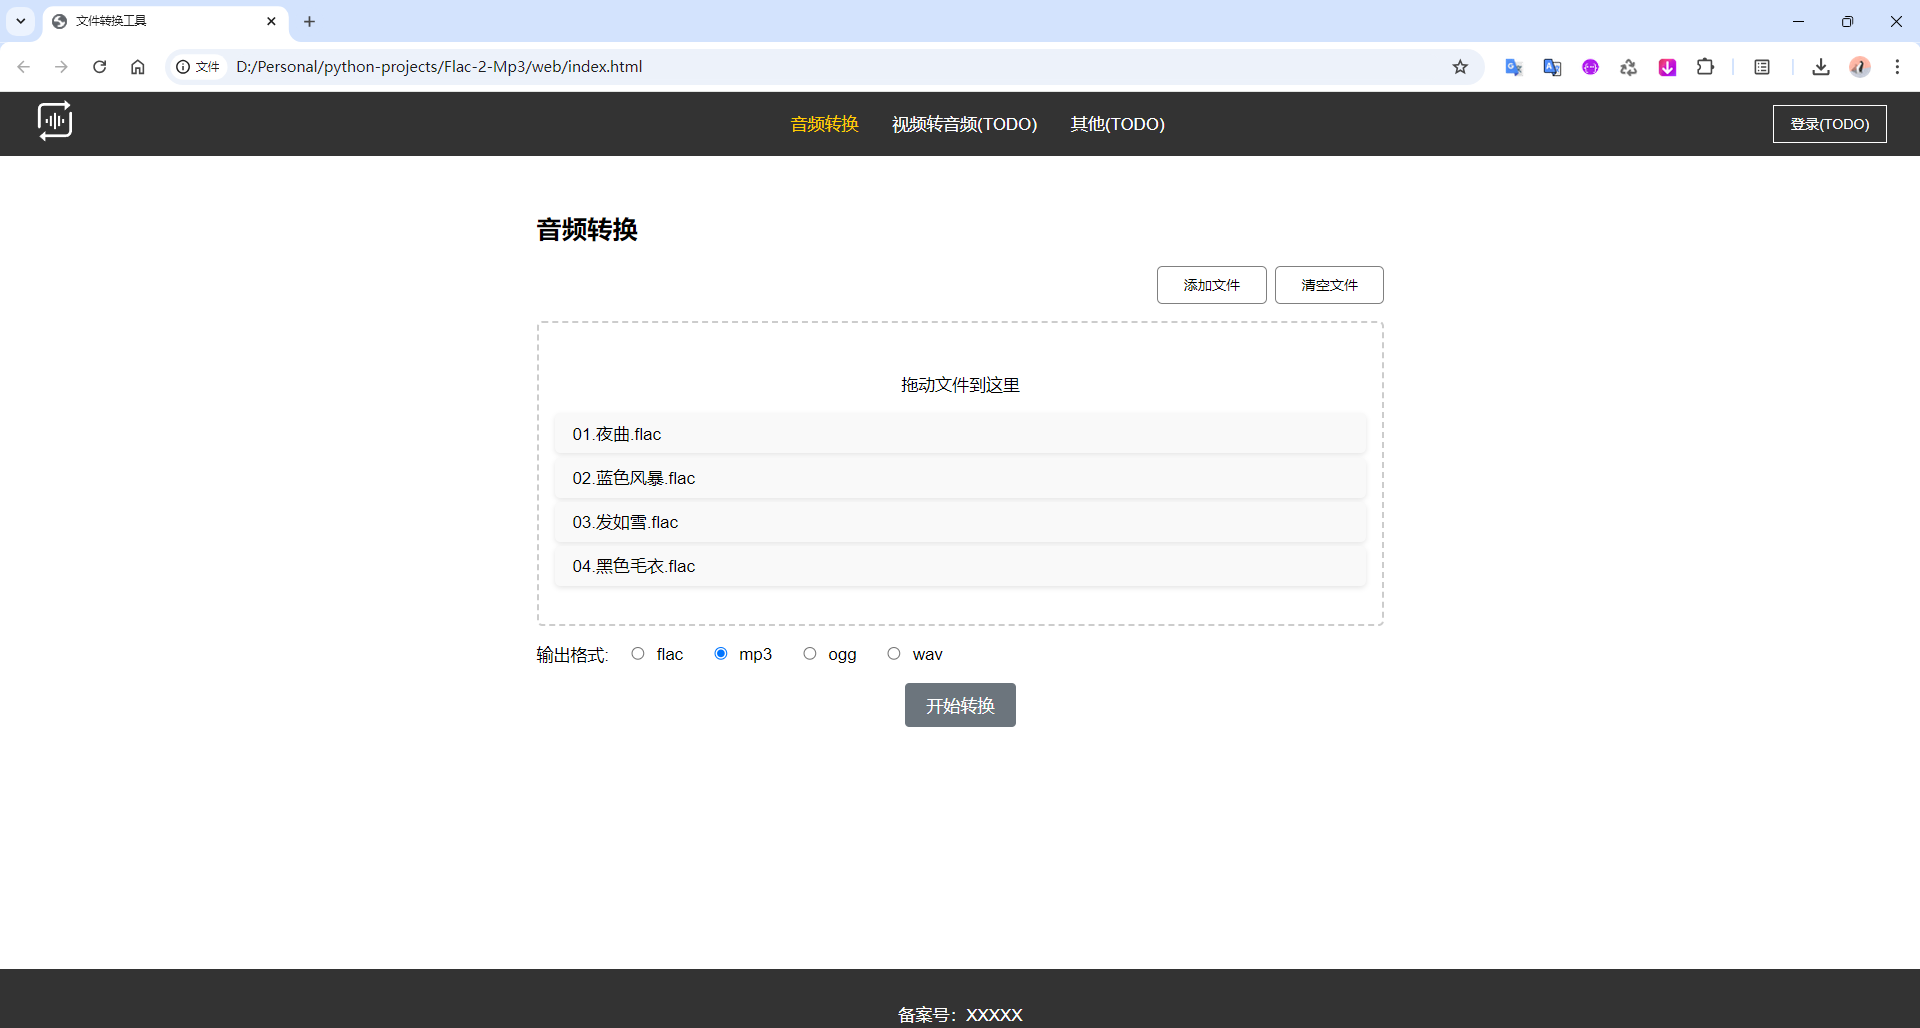 文件转换工具
文件 D:/Personal/python-projects/Flac-2-Mp3/web/index.html
音频转换 视频转音频(TODO) 其他(TODO) 登录(TODO)
音频转换
添加文件 清空文件
拖动文件到这里
01.夜曲.flac
02.蓝色风暴.flac
03.发如雪.flac
04.黑色毛衣.flac
输出格式: flac mp3 ogg wav
开始转换
备案号：XXXXX